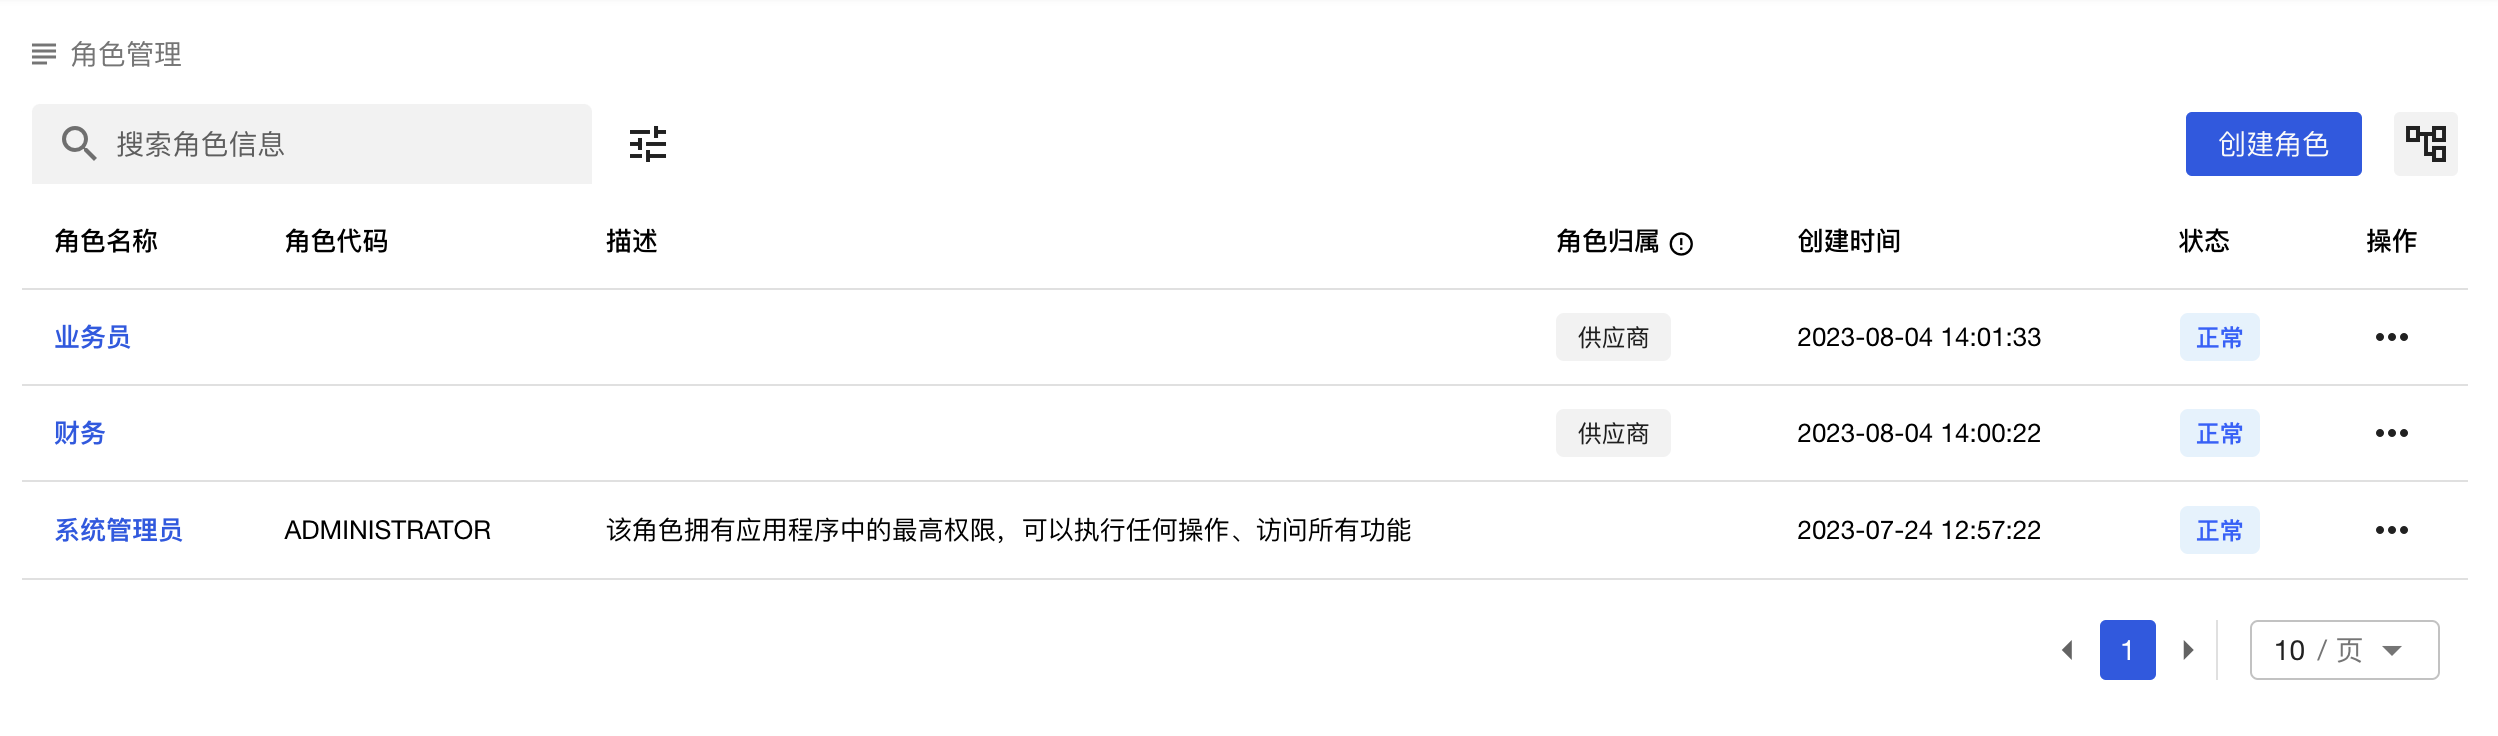 角色管理
搜索角色信息
创建角色
角色名称 角色代码 描述 角色归属 创建时间 状态 操作
业务员 供应商 2023-08-04 14:01:33 正常
财务 供应商 2023-08-04 14:00:22 正常
系统管理员 ADMINISTRATOR 该角色拥有应用程序中的最高权限，可以执行任何操作、访问所有功能 2023-07-24 12:57:22 正常
1 10 / 页